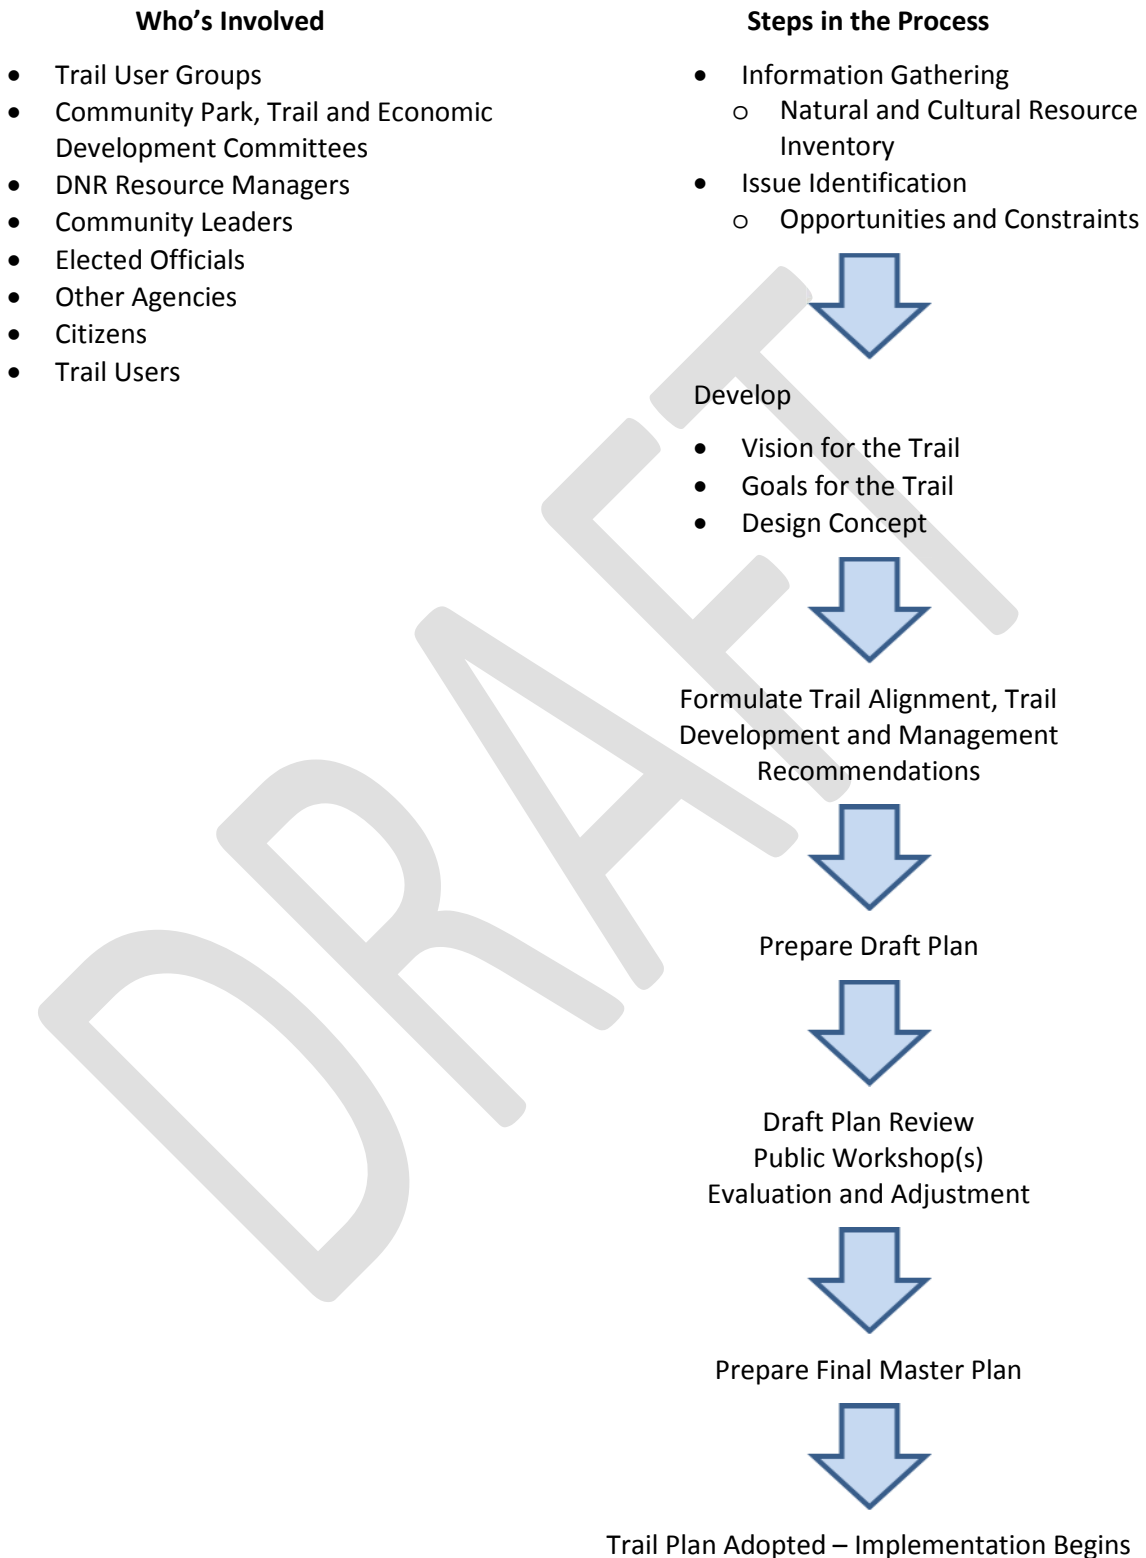 Who’s Involved
• Trail User Groups
• Community Park, Trail and Economic
Development Committees
• DNR Resource Managers
• Community Leaders
• Elected Officials
• Other Agencies
• Citizens
• Trail Users
Steps in the Process
• Information Gathering
o Natural and Cultural Resource
Inventory
• Issue Identification
o Opportunities and Constraints
Develop
• Vision for the Trail
• Goals for the Trail
• Design Concept
Formulate Trail Alignment, Trail
Development and Management
Recommendations
Prepare Draft Plan
Draft Plan Review
Public Workshop(s)
Evaluation and Adjustment
Prepare Final Master Plan
Trail Plan Adopted – Implementation Begins
DRAFT